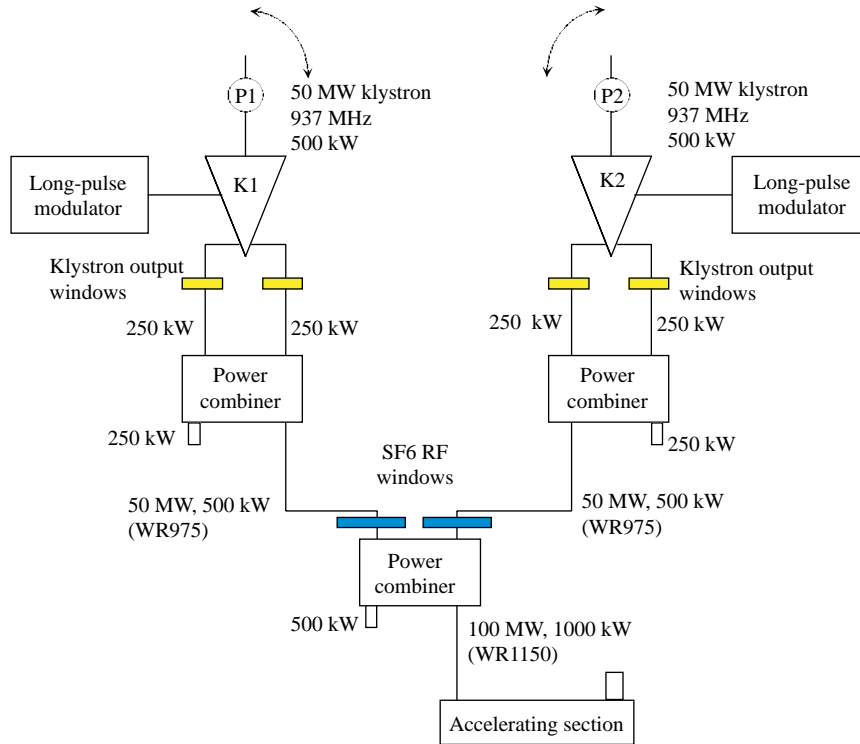 P1
50 MW klystron
937 MHz
500 kW
P2
50 MW klystron
937 MHz
500 kW
Long-pulse
modulator
K1
K2
Long-pulse
modulator
Klystron output
windows
Klystron output
windows
250 kW
250 kW
250 kW
250 kW
Power
combiner
Power
combiner
250 kW
250 kW
SF6 RF
windows
50 MW, 500 kW
(WR975)
50 MW, 500 kW
(WR975)
Power
combiner
500 kW
100 MW, 1000 kW
(WR1150)
Accelerating section